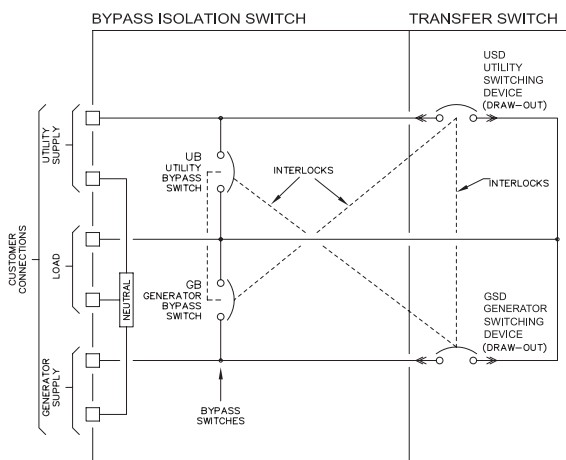 BYPASS ISOLATION SWITCH
TRANSFER SWITCH
USD
UTILITY
SWITCHING
DEVICE
(DRAW-OUT)
UB
UTILITY
BYPASS
SWITCH
INTERLOCKS
INTERLOCKS
CUSTOMER
CONNECTIONS
UTILITY
SUPPLY
LOAD
GENERATOR
SUPPLY
NEUTRAL
GB
GENERATOR
BYPASS
SWITCH
GSD
GENERATOR
SWITCHING
DEVICE
(DRAW-OUT)
BYPASS
SWITCHES